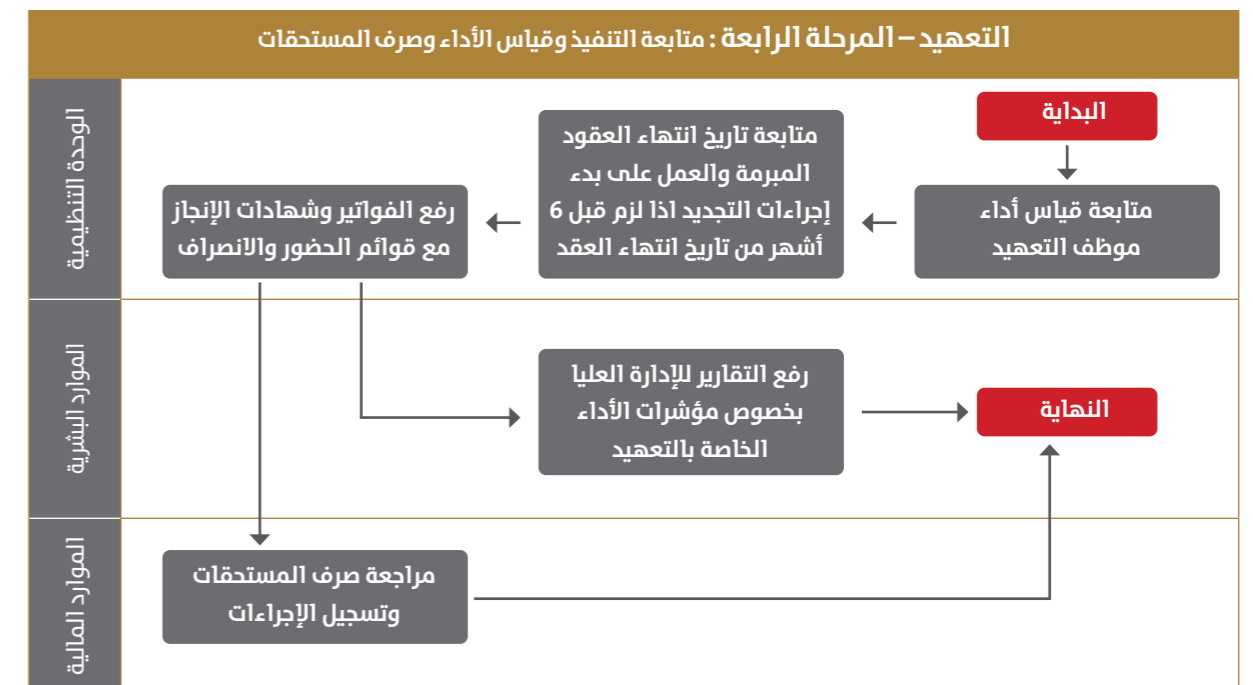 التعهيد – المرحلة الرابعة : متابعة التنفيذ وقياس الأداء وصرف المستحقات
الوحدة التنظيمية
البداية
متابعة قياس أداء
موظف التعهيد
متابعة تاريخ انتهاء العقود
المبرمة والعمل على بدء
إجراءات التجديد اذا لزم قبل 6
أشهر من تاريخ انتهاء العقد
رفع الفواتير وشهادات الإنجاز
مع قوائم الحضور والانصراف
الموارد البشرية
رفع التقارير للإدارة العليا
بخصوص مؤشرات الأداء
الخاصة بالتعهيد
النهاية
الموارد المالية
مراجعة صرف المستحقات
وتسجيل الإجراءات